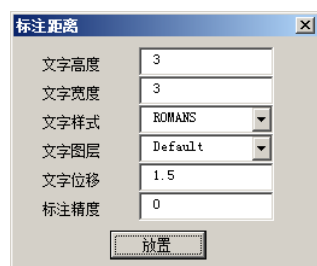 标注距离
文字高度 3
文字宽度 3
文字样式 ROMANS
文字图层 Default
文字位移 1.5
标注精度 0
放置